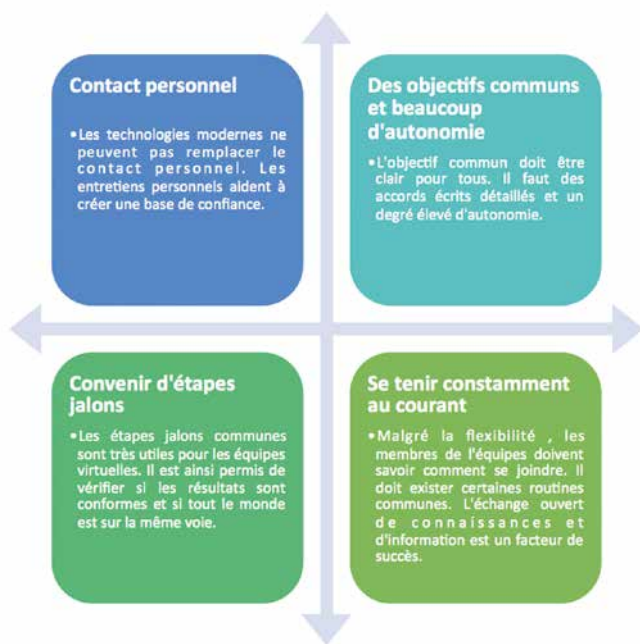 Contact personnel
•Les technologies modernes ne
peuvent pas remplacer le
contact personnel. Les
entretiens personnels aident à
créer une base de confiance.
Des objectifs communs
et beaucoup
d'autonomie
•L'objectif commun doit être
clair pour tous. Il faut des
accords écrits détaillés et un
degré élevé d'autonomie.
Convenir d'étapes
jalons
•Les étapes jalons communes
sont très utiles pour les équipes
virtuelles. Il est ainsi permis de
vérifier si les résultats sont
conformes et si tout le monde
est sur la même voie.
Se tenir constamment
au courant
•Malgré la flexibilité , les
membres de l'équipes doivent
savoir comment se joindre. Il
doit exister certaines routines
communes. L'échange ouvert
de connaissances et
d'information est un facteur de
succès.